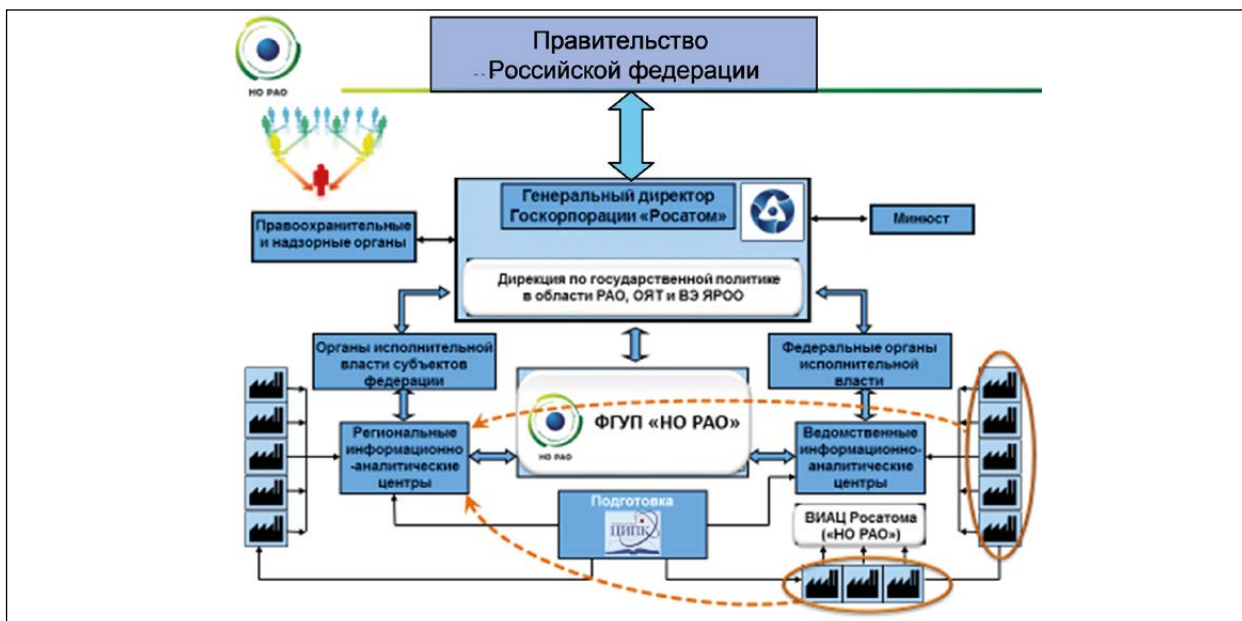 НО РАО
Правительство
Российской федерации
Генеральный директор
Госкорпорации «Росатом»
Правоохранительные
и надзорные органы
Минюст
Дирекция по государственной политике
в области РАО, ОЯТ и ВЭ ЯРОО
Органы исполнительной
власти субъектов
федерации
Федеральные органы
исполнительной
власти
ФГУП «НО РАО»
НО РАО
Региональные
информационно
-аналитические
центры
Ведомственные
информационно-
аналитические
центры
Подготовка
ЦИПК
ВИАЦ Росатома
(«НО РАО»)